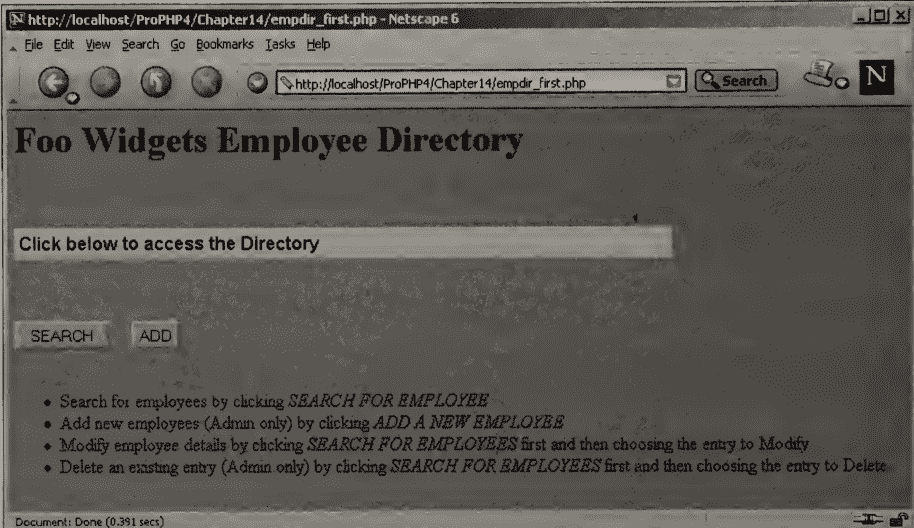 http://localhost/ProPHP4/Chapter14/empdir_first.php - Netscape 6
File Edit View Search Go Bookmarks Tasks Help
http://localhost/ProPHP4/Chapter14/empdir_first.php Search N
Foo Widgets Employee Directory
Click below to access the Directory
SEARCH ADD
• Search for employees by clicking SEARCH FOR EMPLOYEE
• Add new employees (Admin only) by clicking ADD A NEW EMPLOYEE
• Modify employee details by clicking SEARCH FOR EMPLOYEES first and then choosing the entry to Modify
• Delete an existing entry (Admin only) by clicking SEARCH FOR EMPLOYEES first and then choosing the entry to Delete
Document: Done (0.391 secs)